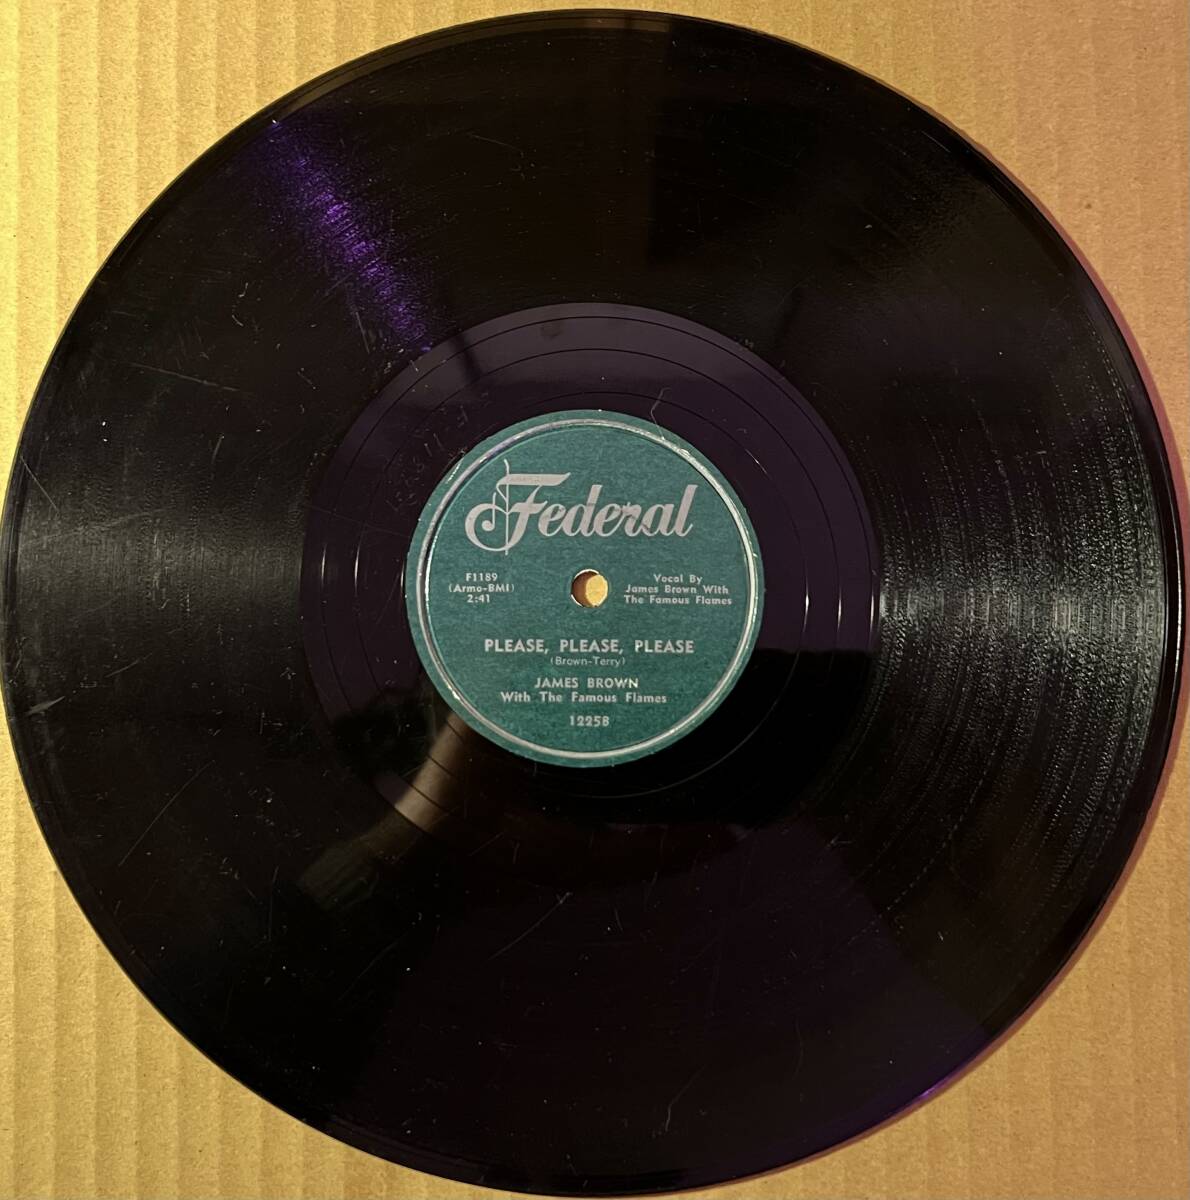 Federal
F1189
(Armo-BMI)
2:41
Vocal By
James Brown With
The Famous Flames
PLEASE, PLEASE, PLEASE
(Brown-Terry)
JAMES BROWN
With The Famous Flames
12258